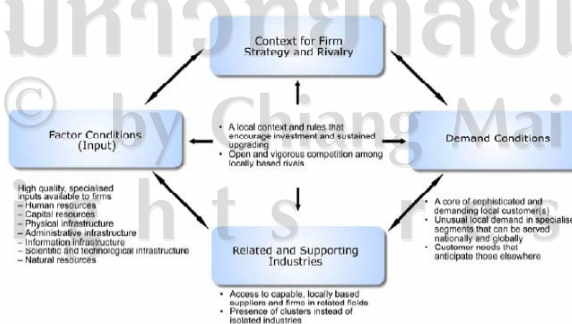 มหาวิทยาลัย
Context for Firm
Strategy and Rivalry
© by Chiang Mai
Factor Conditions
(Input)
• A local context and rules that
encourage investment and sustained
upgrading
• Open and vigorous competition among
locally based rivals
Demand Conditions
High quality, specialised
inputs available to firms
– Human resources
– Capital resources
– Physical infrastructure
– Administrative infrastructure
– Information infrastructure
– Scientific and technological infrastructure
– Natural resources
• A core of sophisticated and
demanding local customer(s)
• Unusual local demand in specialised
segments that can be served
nationally and globally
• Customer needs that
anticipate those elsewhere
Related and Supporting
Industries
• Access to capable, locally based
suppliers and firms in related fields
• Presence of clusters instead of
isolated industries